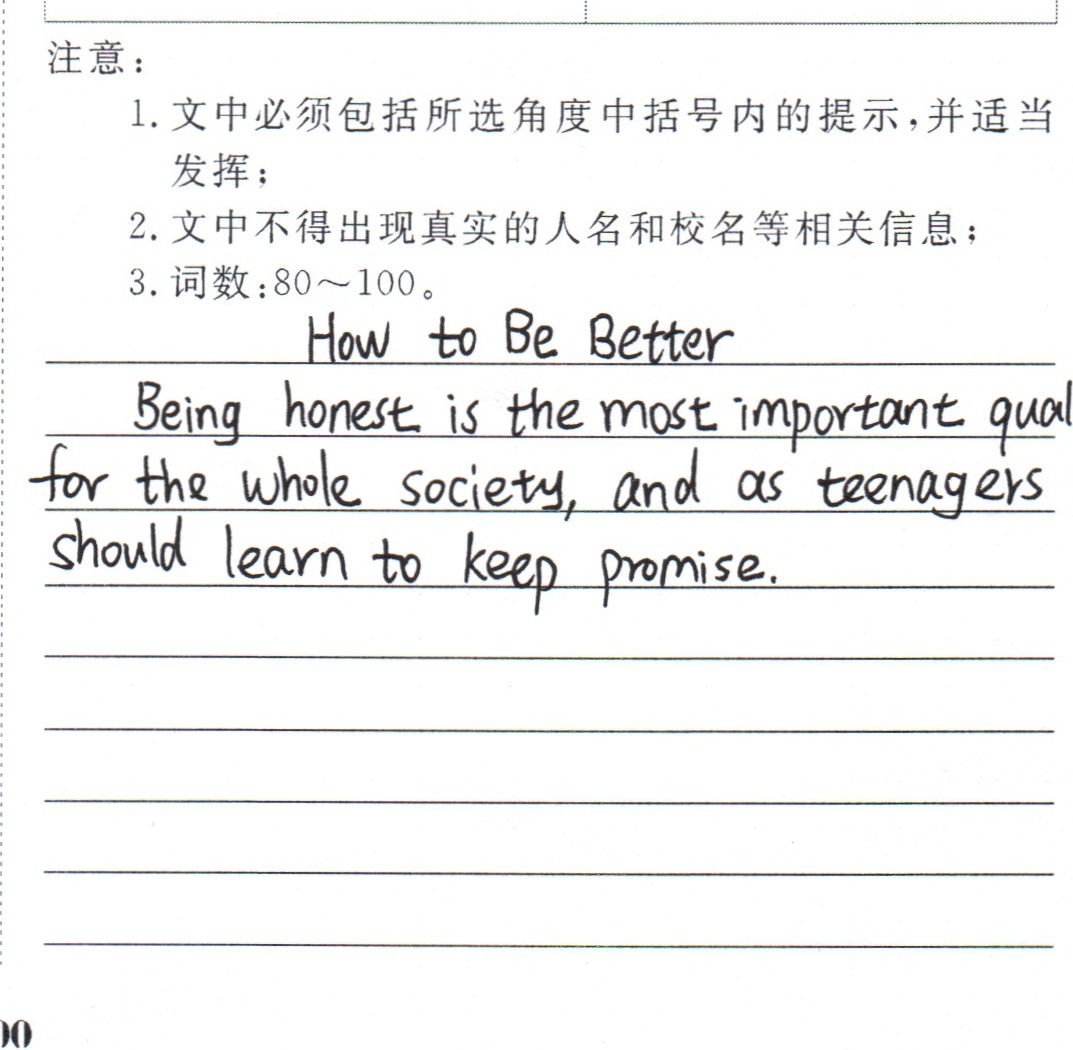 注意：
1. 文中必须包括所选角度中括号内的提示，并适当
发挥；
2. 文中不得出现真实的人名和校名等相关信息；
3. 词数：80～100。
How to Be Better
Being honest is the most important qual
for the whole society, and as teenagers
should learn to keep promise.
00